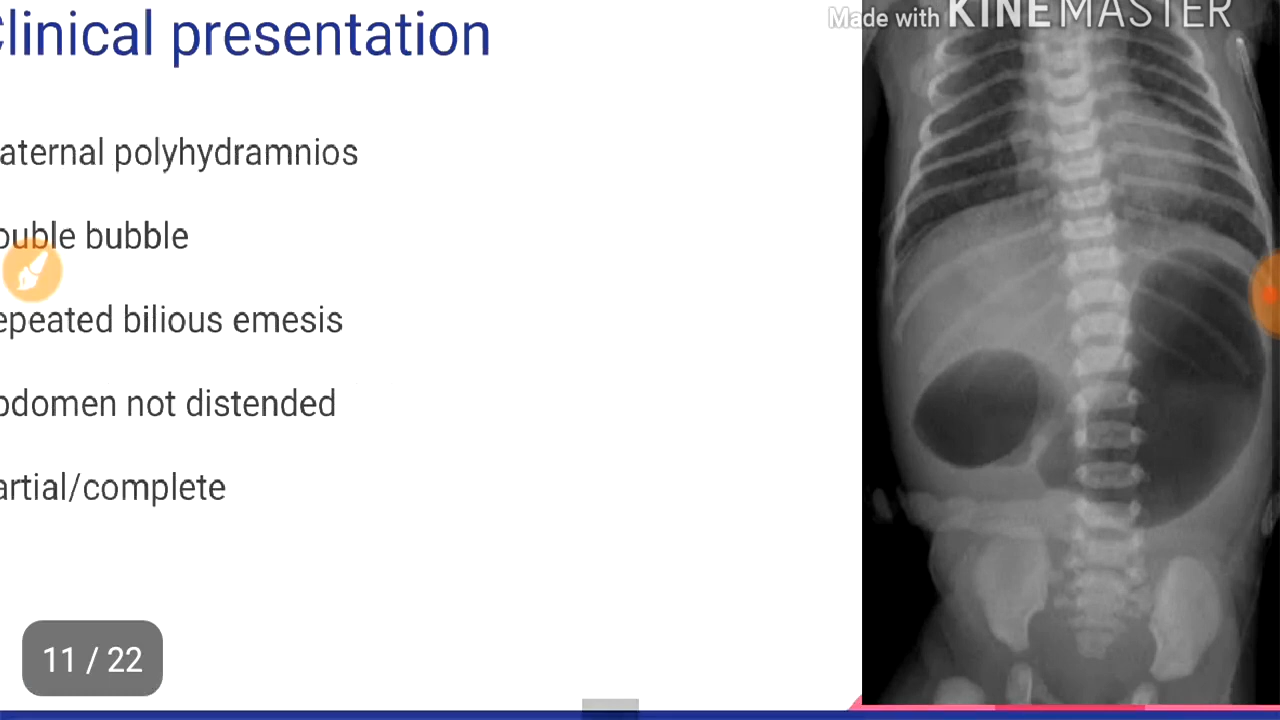 Clinical presentation
Made with KINEMASTER
aternal polyhydramnios
ouble bubble
epeated bilious emesis
bdomen not distended
artial/complete
11 / 22